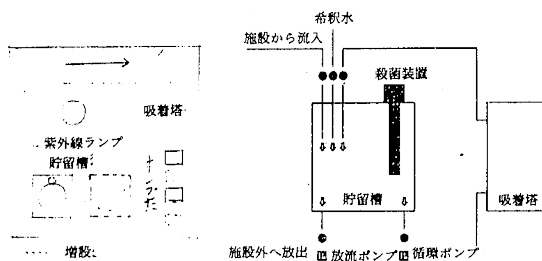 吸着塔
紫外線ランプ
貯留槽
増設
希釈水
施設から流入
殺菌装置
貯留槽
吸着塔
施設外へ放出
放流ポンプ
循環ポンプ